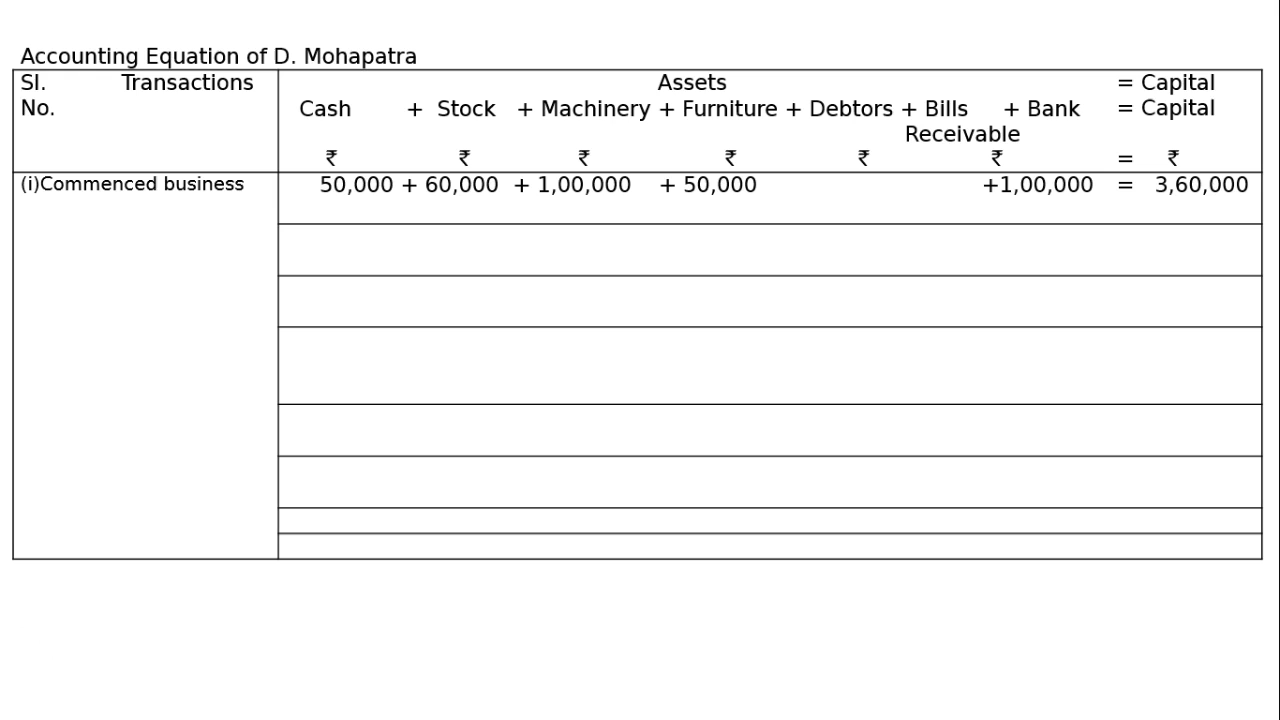 Accounting Equation of D. Mohapatra
Sl. Transactions Assets = Capital
No. Cash + Stock + Machinery + Furniture + Debtors + Bills + Bank = Capital
Receivable
₹ ₹ ₹ ₹ ₹ ₹ = ₹
(i)Commenced business 50,000 + 60,000 + 1,00,000 + 50,000 +1,00,000 = 3,60,000